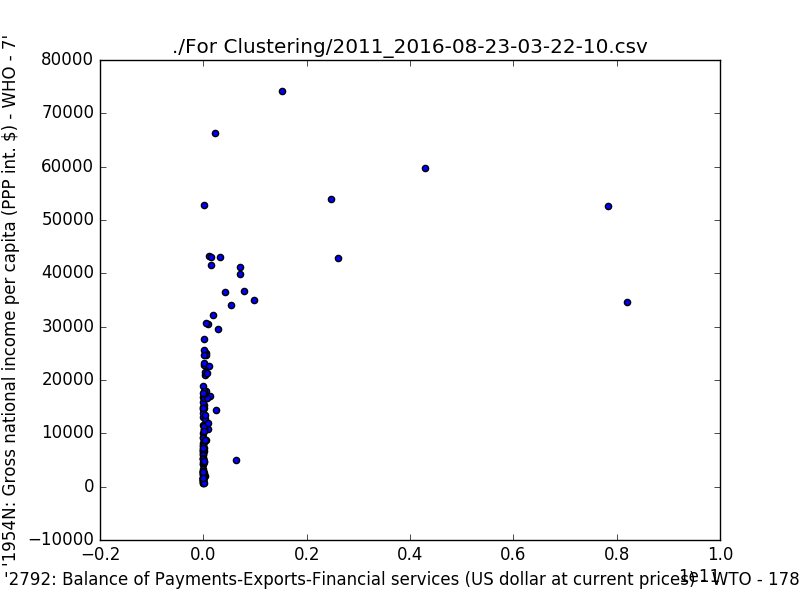 ./For Clustering/2011_2016-08-23-03-22-10.csv
'1954N: Gross national income per capita (PPP int. $) - WHO - 7'
80000
70000
60000
50000
40000
30000
20000
10000
0
−10000
−0.2 0.0 0.2 0.4 0.6 0.8 1.0
1e11
'2792: Balance of Payments-Exports-Financial services (US dollar at current prices) - WTO - 178